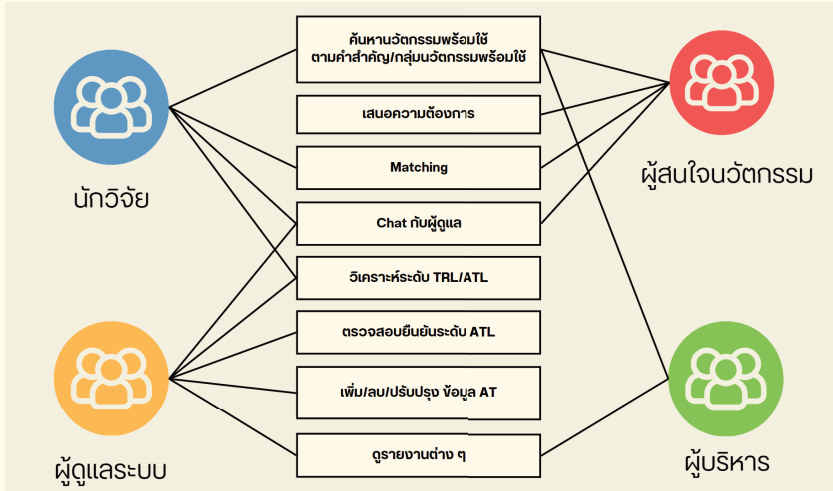 ค้นหานวัตกรรมพร้อมใช้
ตามคำสำคัญ/กลุ่มนวัตกรรมพร้อมใช้
เสนอความต้องการ
Matching
Chat กับผู้ดูแล
วิเคราะห์ระดับ TRL/ATL
ตรวจสอบยืนยันระดับ ATL
เพิ่ม/ลบ/ปรับปรุง ข้อมูล AT
ดูรายงานต่าง ๆ
นักวิจัย
ผู้ดูแลระบบ
ผู้สนใจนวัตกรรม
ผู้บริหาร